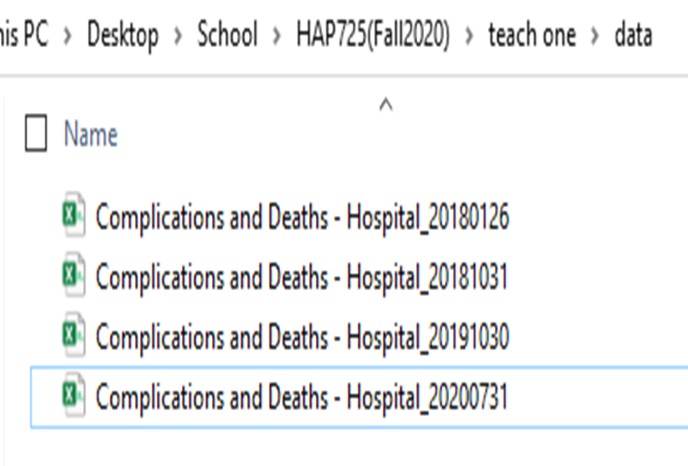 his PC > Desktop > School > HAP725(Fall2020) > teach one > data
Name
Complications and Deaths - Hospital_20180126
Complications and Deaths - Hospital_20181031
Complications and Deaths - Hospital_20191030
Complications and Deaths - Hospital_20200731